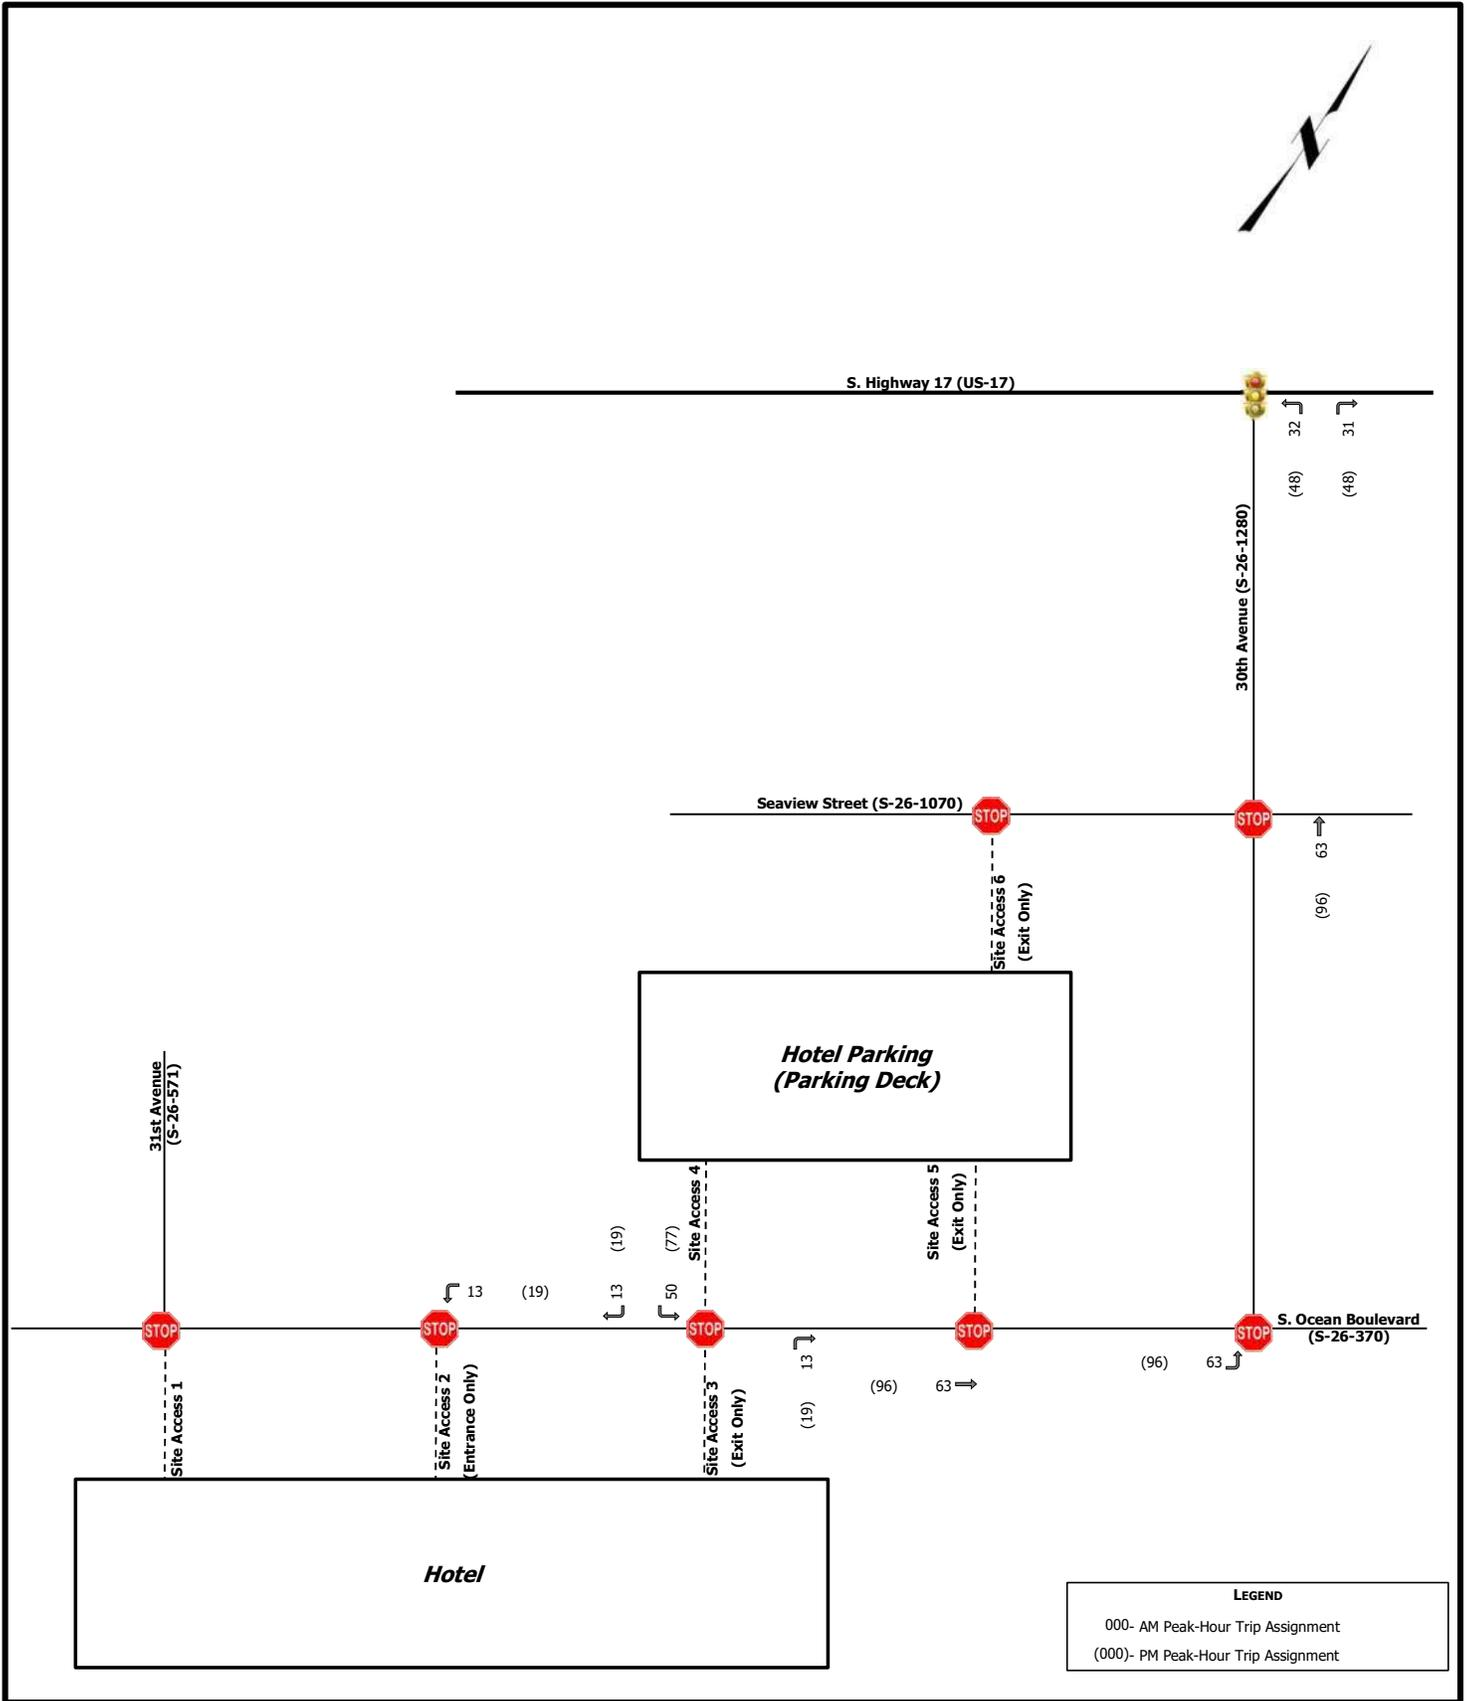 S. Highway 17 (US-17)
32
31
(48)
(48)
30th Avenue (S-26-1280)
Seaview Street (S-26-1070)
STOP
STOP
63
(96)
Site Access 6
(Exit Only)
Hotel Parking
(Parking Deck)
31st Avenue
(S-26-571)
Site Access 4
Site Access 5
(Exit Only)
(19)
(77)
13
(19)
13
50
STOP
STOP
STOP
STOP
STOP
S. Ocean Boulevard
(S-26-370)
13
(19)
(96)
63
(96)
63
Site Access 1
Site Access 2
(Entrance Only)
Site Access 3
(Exit Only)
Hotel
LEGEND
000- AM Peak-Hour Trip Assignment
(000)- PM Peak-Hour Trip Assignment